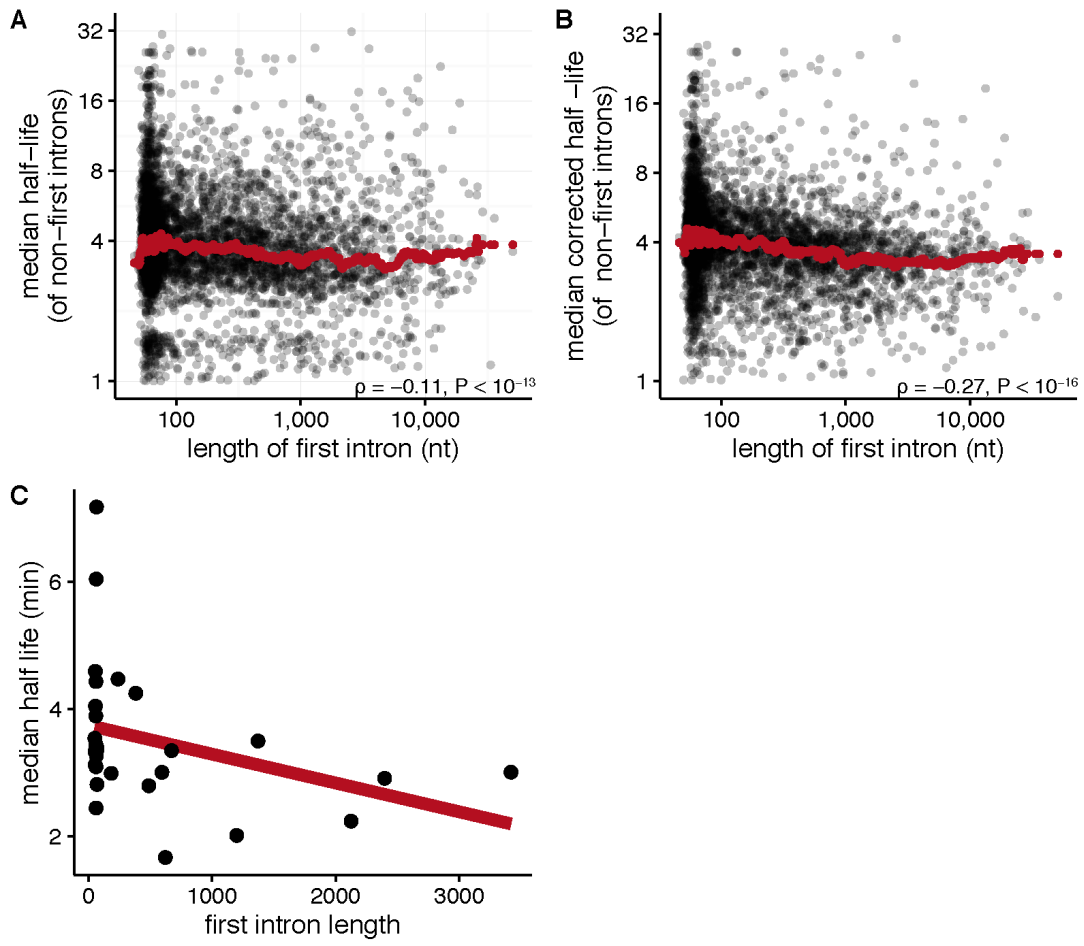 A
32
16
8
4
1
median half−life
(of non−first introns)
ρ = −0.11, P < 10⁻¹³
100
1,000
10,000
length of first intron (nt)
B
32
16
8
4
1
median corrected half −life
(of non−first introns)
ρ = −0.27, P < 10⁻¹⁶
100
1,000
10,000
length of first intron (nt)
C
6
4
2
median half life (min)
0
1000
2000
3000
first intron length